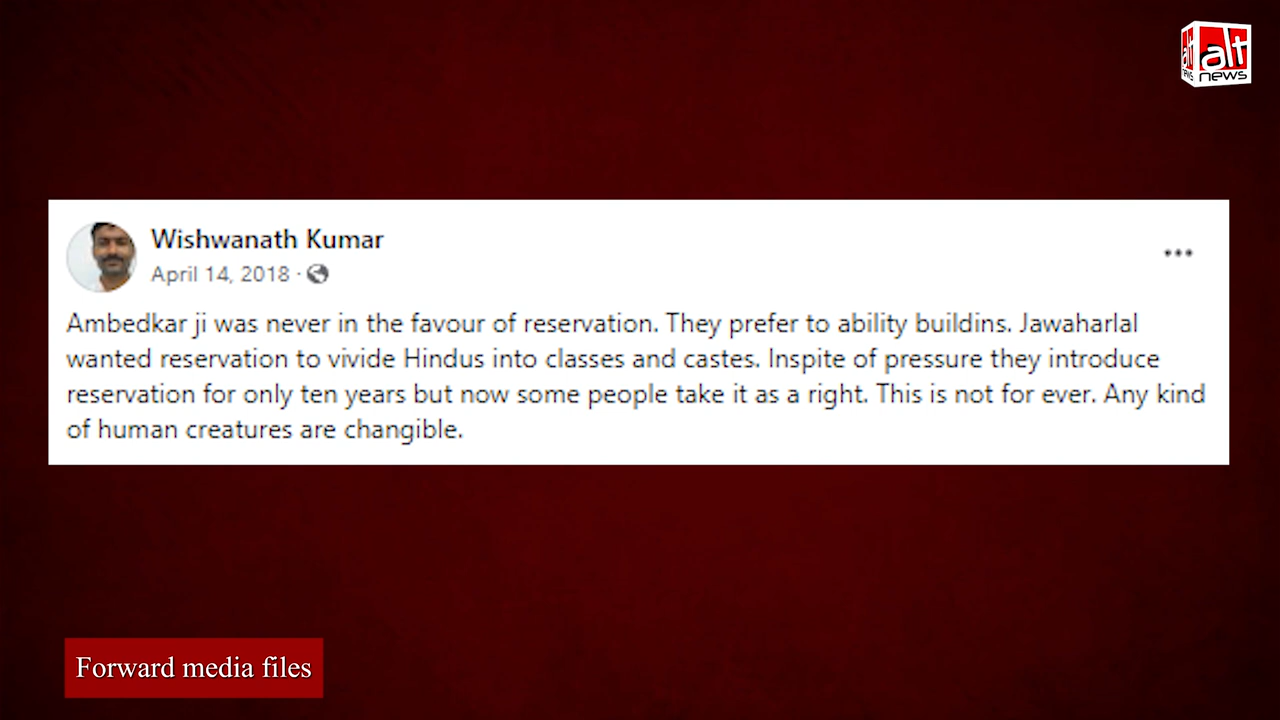 alt
news
Wishwanath Kumar
April 14, 2018 ·
Ambedkar ji was never in the favour of reservation. They prefer to ability buildins. Jawaharlal
wanted reservation to vivide Hindus into classes and castes. Inspite of pressure they introduce
reservation for only ten years but now some people take it as a right. This is not for ever. Any kind
of human creatures are changible.
Forward media files